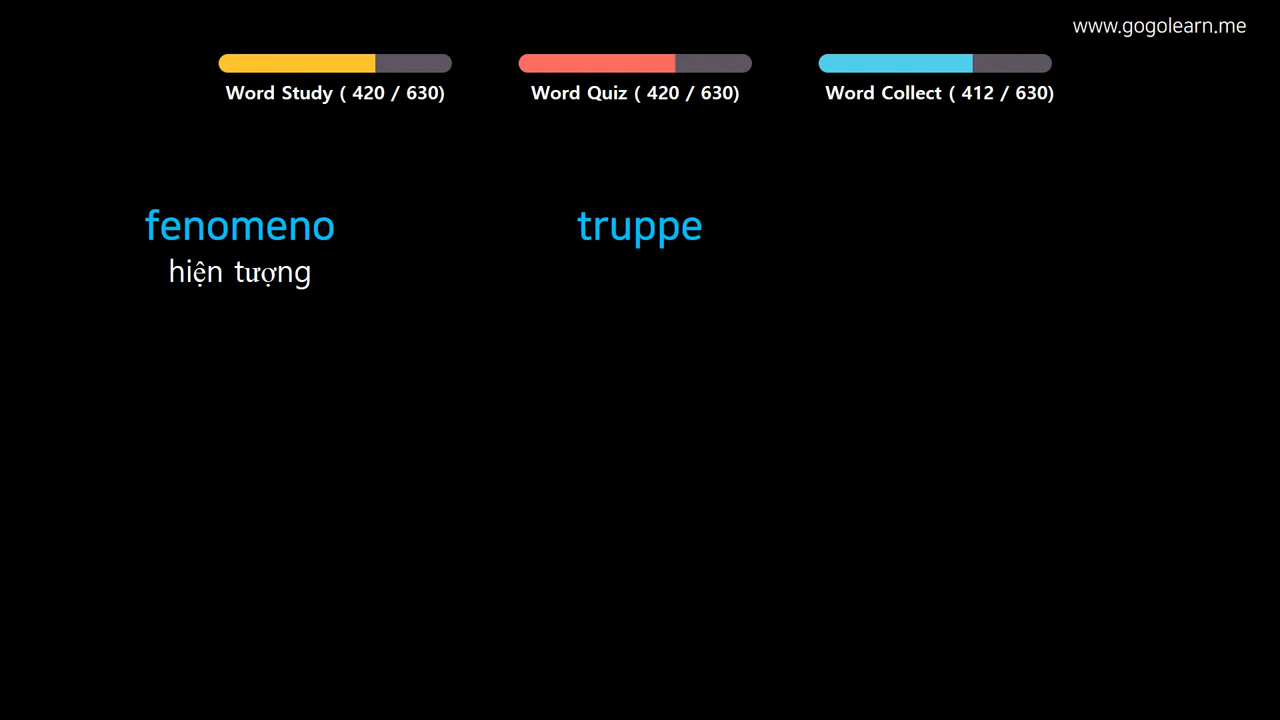 www.gogolearn.me
Word Study ( 420 / 630)
Word Quiz ( 420 / 630)
Word Collect ( 412 / 630)
fenomeno
hiện tượng
truppe